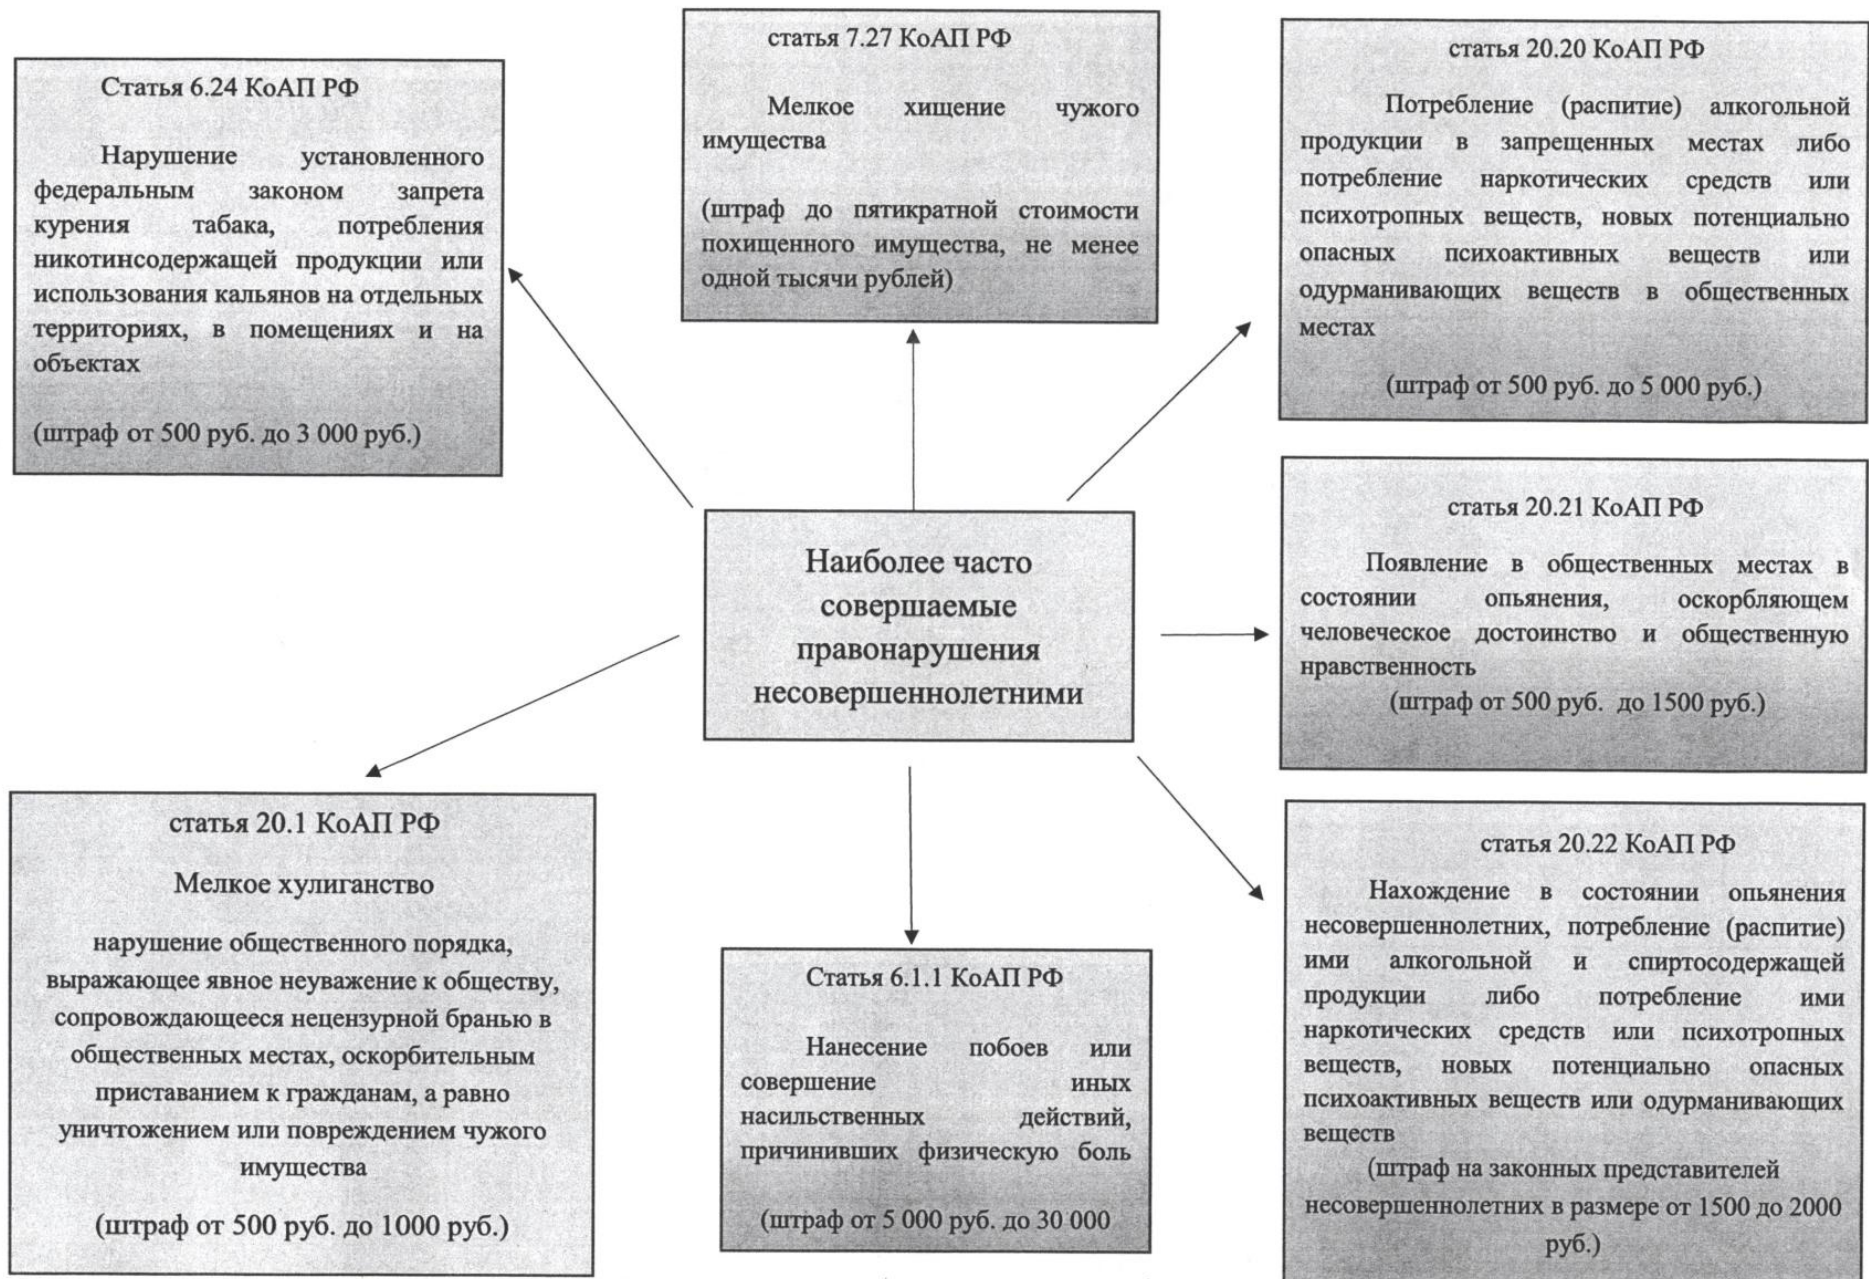 Статья 6.24 КоАП РФ
Нарушение установленного
федеральным законом запрета
курения табака, потребления
никотинсодержащей продукции или
использования кальянов на отдельных
территориях, в помещениях и на
объектах
(штраф от 500 руб. до 3 000 руб.)
статья 7.27 КоАП РФ
Мелкое хищение чужого
имущества
(штраф до пятикратной стоимости
похищенного имущества, не менее
одной тысячи рублей)
статья 20.20 КоАП РФ
Потребление (распитие) алкогольной
продукции в запрещенных местах либо
потребление наркотических средств или
психотропных веществ, новых потенциально
опасных психоактивных веществ или
одурманивающих веществ в общественных
местах
(штраф от 500 руб. до 5 000 руб.)
Наиболее часто
совершаемые
правонарушения
несовершеннолетними
статья 20.21 КоАП РФ
Появление в общественных местах в
состоянии опьянения, оскорбляющем
человеческое достоинство и общественную
нравственность
(штраф от 500 руб. до 1500 руб.)
статья 20.1 КоАП РФ
Мелкое хулиганство
нарушение общественного порядка,
выражающее явное неуважение к обществу,
сопровождающееся нецензурной бранью в
общественных местах, оскорбительным
приставанием к гражданам, а равно
уничтожением или повреждением чужого
имущества
(штраф от 500 руб. до 1000 руб.)
Статья 6.1.1 КоАП РФ
Нанесение побоев или
совершение иных
насильственных действий,
причинивших физическую боль
(штраф от 5 000 руб. до 30 000
статья 20.22 КоАП РФ
Нахождение в состоянии опьянения
несовершеннолетних, потребление (распитие)
ими алкогольной и спиртосодержащей
продукции либо потребление ими
наркотических средств или психотропных
веществ, новых потенциально опасных
психоактивных веществ или одурманивающих
веществ
(штраф на законных представителей
несовершеннолетних в размере от 1500 до 2000
руб.)